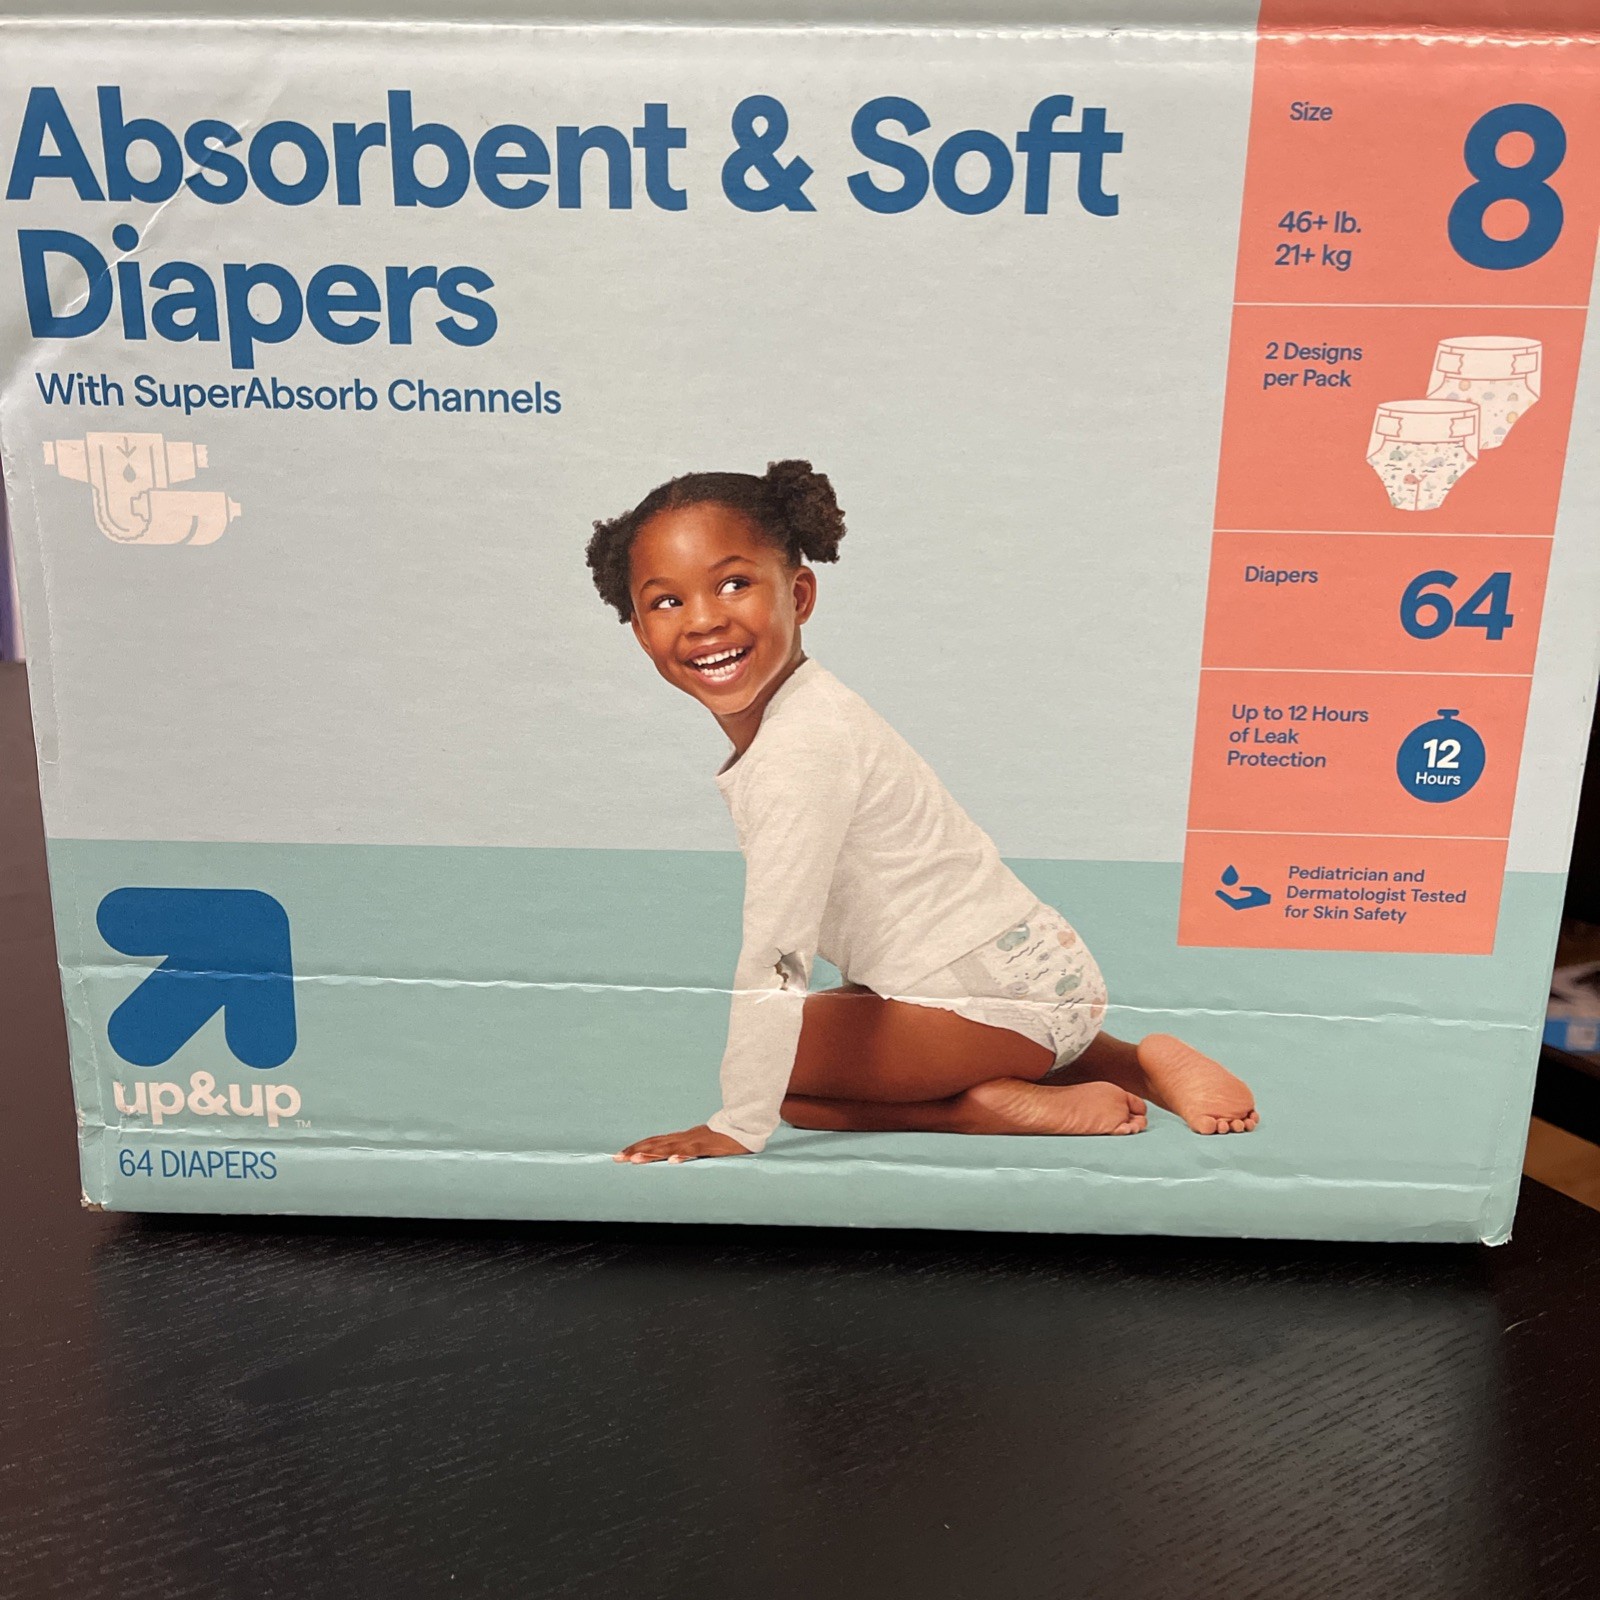 Absorbent & Soft
Diapers
With SuperAbsorb Channels
Size
8
46+ lb.
21+ kg
2 Designs
per Pack
Diapers
64
Up to 12 Hours
of Leak
Protection
12
Hours
Pediatrician and
Dermatologist Tested
for Skin Safety
up&up™
64 DIAPERS